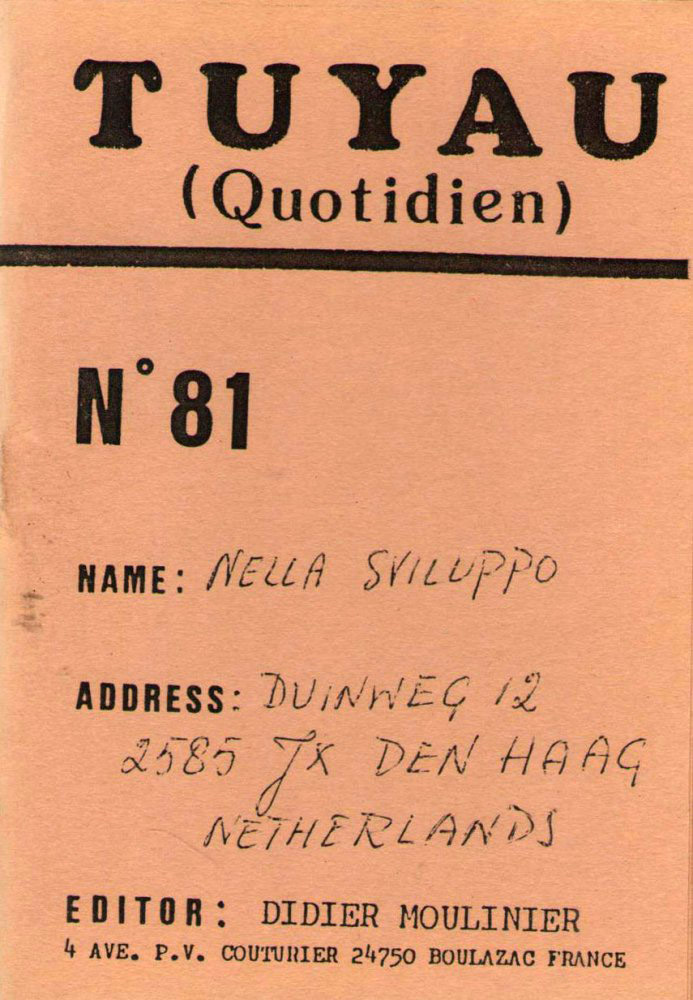 TUYAU
(Quotidien)
N° 81
NAME: NELLA SVILUPPO
ADDRESS: DUINWEG 12
2585 JX DEN HAAG
NETHERLANDS
EDITOR: DIDIER MOULINIER
4 AVE. P.V. COUTURIER 24750 BOULAZAC FRANCE